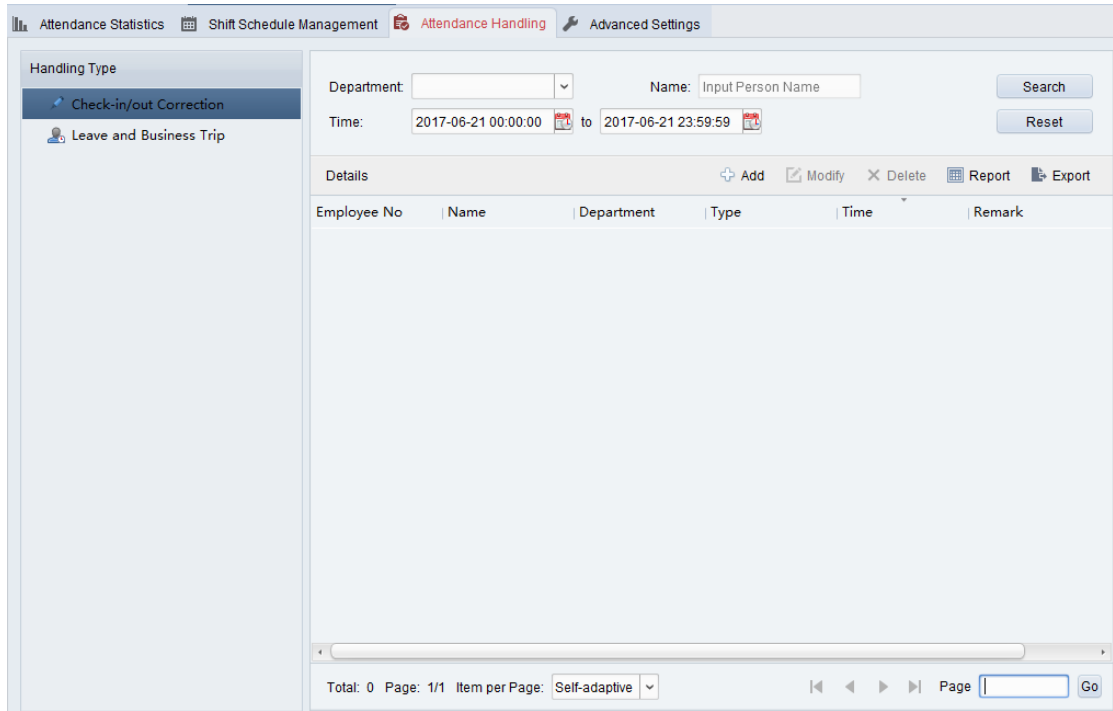 Attendance Statistics Shift Schedule Management Attendance Handling Advanced Settings
Handling Type
Check-in/out Correction
Leave and Business Trip
Department: Name: Input Person Name Search
Time: 2017-06-21 00:00:00 to 2017-06-21 23:59:59 Reset
Details Add Modify Delete Report Export
Employee No Name Department Type Time Remark
Total: 0 Page: 1/1 Item per Page: Self-adaptive Page Go